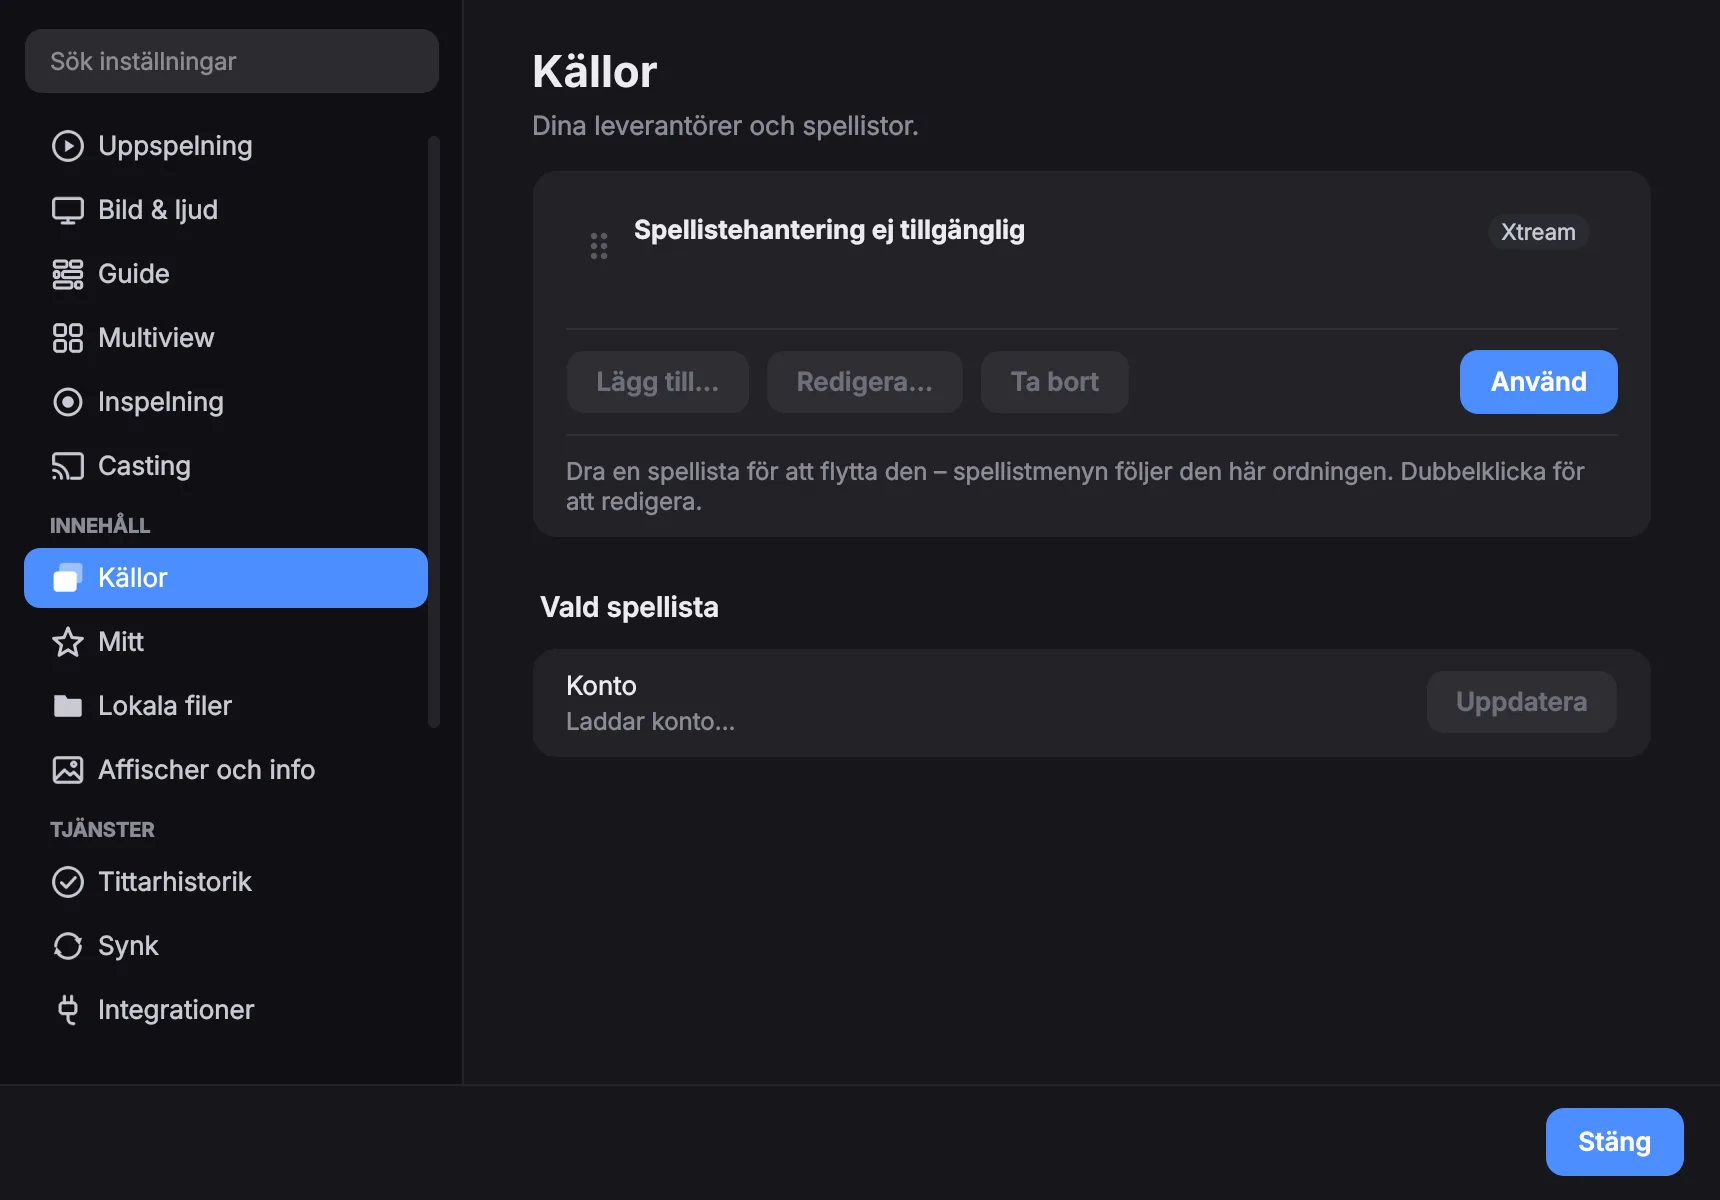 Sök inställningar
Uppspelning
Bild & ljud
Guide
Multiview
Inspelning
Casting
INNEHÅLL
Källor
Mitt
Lokala filer
Affischer och info
TJÄNSTER
Tittarhistorik
Synk
Integrationer
Källor
Dina leverantörer och spellistor.
Spellistehantering ej tillgänglig
Xtream
Lägg till...
Redigera...
Ta bort
Använd
Dra en spellista för att flytta den – spellistmenyn följer den här ordningen. Dubbelklicka för
att redigera.
Vald spellista
Konto
Laddar konto...
Uppdatera
Stäng